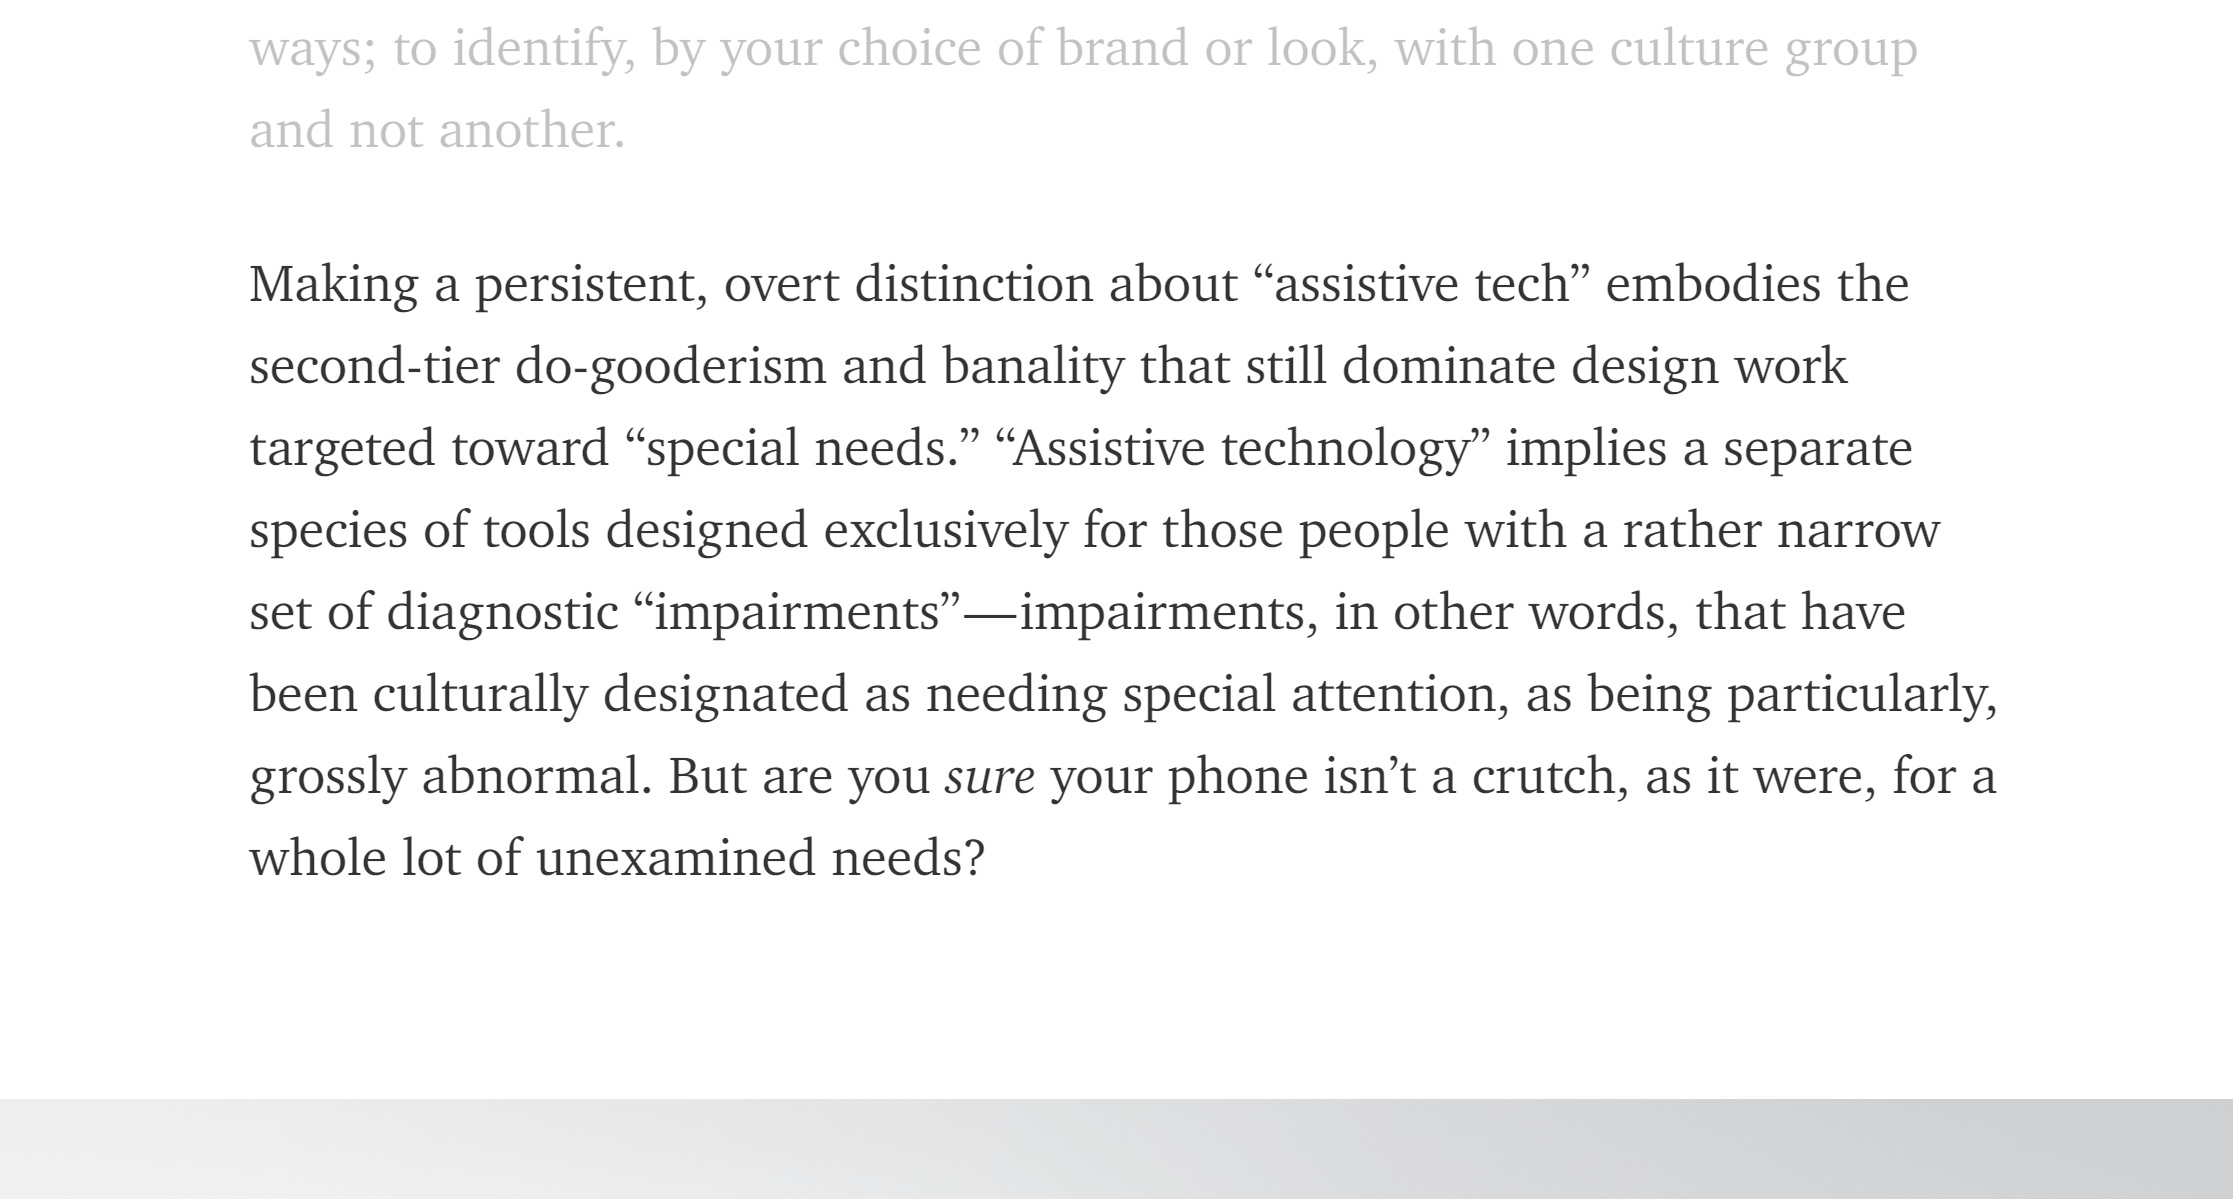 ways; to identify, by your choice of brand or look, with one culture group
and not another.
Making a persistent, overt distinction about “assistive tech” embodies the
second-tier do-gooderism and banality that still dominate design work
targeted toward “special needs.” “Assistive technology” implies a separate
species of tools designed exclusively for those people with a rather narrow
set of diagnostic “impairments”—impairments, in other words, that have
been culturally designated as needing special attention, as being particularly,
grossly abnormal. But are you sure your phone isn’t a crutch, as it were, for a
whole lot of unexamined needs?